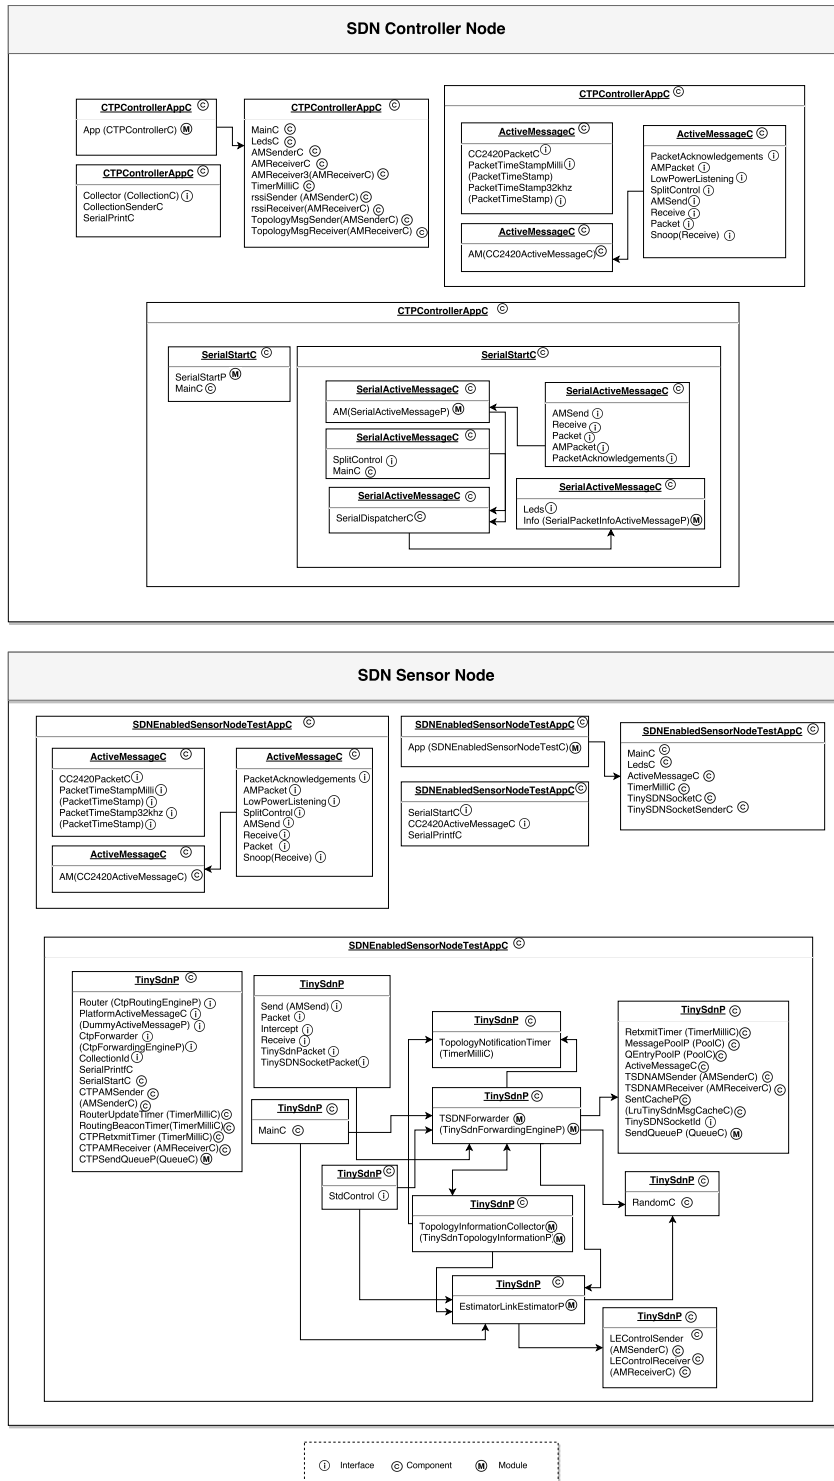 SDN Controller Node
CTPControllerAppC C
App (CTPControllerC) M
CTPControllerAppC C
Collector (CollectionC) i
CollectionSenderC
SerialPrintC
CTPControllerAppC C
MainC C
LedsC C
AMSenderC C
AMReceiverC C
AMReceiver3(AMReceiverC) C
TimerMilliC C
rssiSender (AMSenderC) C
rssiReceiver(AMReceiverC) C
TopologyMsgSender(AMSenderC) C
TopologyMsgReceiver(AMReceiverC) C
CTPControllerAppC C
ActiveMessageC C
CC2420PacketC i
PacketTimeStampMilli i
(PacketTimeStamp)
PacketTimeStamp32khz
(PacketTimeStamp) i
ActiveMessageC C
AM(CC2420ActiveMessageC) C
ActiveMessageC C
PacketAcknowledgements i
AMPacket i
LowPowerListening i
SplitControl i
AMSend i
Receive i
Packet i
Snoop(Receive) i
CTPControllerAppC C
SerialStartC C
SerialStartP M
MainC C
SerialStartC C
SerialActiveMessageC C
AM(SerialActiveMessageP) M
SerialActiveMessageC C
SplitControl i
MainC C
SerialActiveMessageC C
SerialDispatcherC C
SerialActiveMessageC C
AMSend i
Receive i
Packet i
AMPacket i
PacketAcknowledgements i
SerialActiveMessageC C
Leds i
Info (SerialPacketInfoActiveMessageP) M
SDN Sensor Node
SDNEnabledSensorNodeTestAppC C
ActiveMessageC C
CC2420PacketC i
PacketTimeStampMilli i
(PacketTimeStamp) i
PacketTimeStamp32khz i
(PacketTimeStamp) i
ActiveMessageC C
AM(CC2420ActiveMessageC) C
ActiveMessageC C
PacketAcknowledgements i
AMPacket i
LowPowerListening i
SplitControl i
AMSend i
Receive i
Packet i
Snoop(Receive) i
SDNEnabledSensorNodeTestAppC C
App (SDNEnabledSensorNodeTestC) M
SDNEnabledSensorNodeTestAppC C
SerialStartC i
CC2420ActiveMessageC i
SerialPrintfC
SDNEnabledSensorNodeTestAppC C
MainC C
LedsC C
ActiveMessageC C
TimerMilliC C
TinySDNSocketC C
TinySDNSocketSenderC C
SDNEnabledSensorNodeTestAppC C
TinySdnP C
Router (CtpRoutingEngineP) i
PlatformActiveMessageC i
(DummyActiveMessageP) i
CtpForwarder i
(CtpForwardingEngineP) i
CollectionId i
SerialPrintfC
SerialStartC C
CTPAMSender C
(AMSenderC) C
RouterUpdateTimer (TimerMilliC) C
RoutingBeaconTimer(TimerMilliC) C
CTPRetxmitTimer (TimerMilliC) C
CTPAMReceiver (AMReceiverC) C
CTPSendQueueP(QueueC) M
TinySdnP
Send (AMSend) i
Packet i
Intercept i
Receive i
TinySdnPacket i
TinySDNSocketPacket i
TinySdnP C
TopologyNotificationTimer
(TimerMilliC)
TinySdnP C
RetxmitTimer (TimerMilliC) C
MessagePoolP (PoolC) C
QEntryPoolP (PoolC) C
ActiveMessageC C
TSDNAMSender (AMSenderC) C
TSDNAMReceiver (AMReceiverC) C
SentCacheP C
(LruTinySdnMsgCacheC) C
TinySDNSocketId i
SendQueueP (QueueC) M
TinySdnP C
MainC C
TinySdnP C
TSDNForwarder M
(TinySdnForwardingEngineP) M
TinySdnP C
StdControl i
TinySdnP C
RandomC C
TinySdnP C
TopologyInformationCollector M
(TinySdnTopologyInformationP) M
TinySdnP C
EstimatorLinkEstimatorP M
TinySdnP C
LEControlSender C
(AMSenderC) C
LEControlReceiver C
(AMReceiverC) C
i Interface C Component M Module